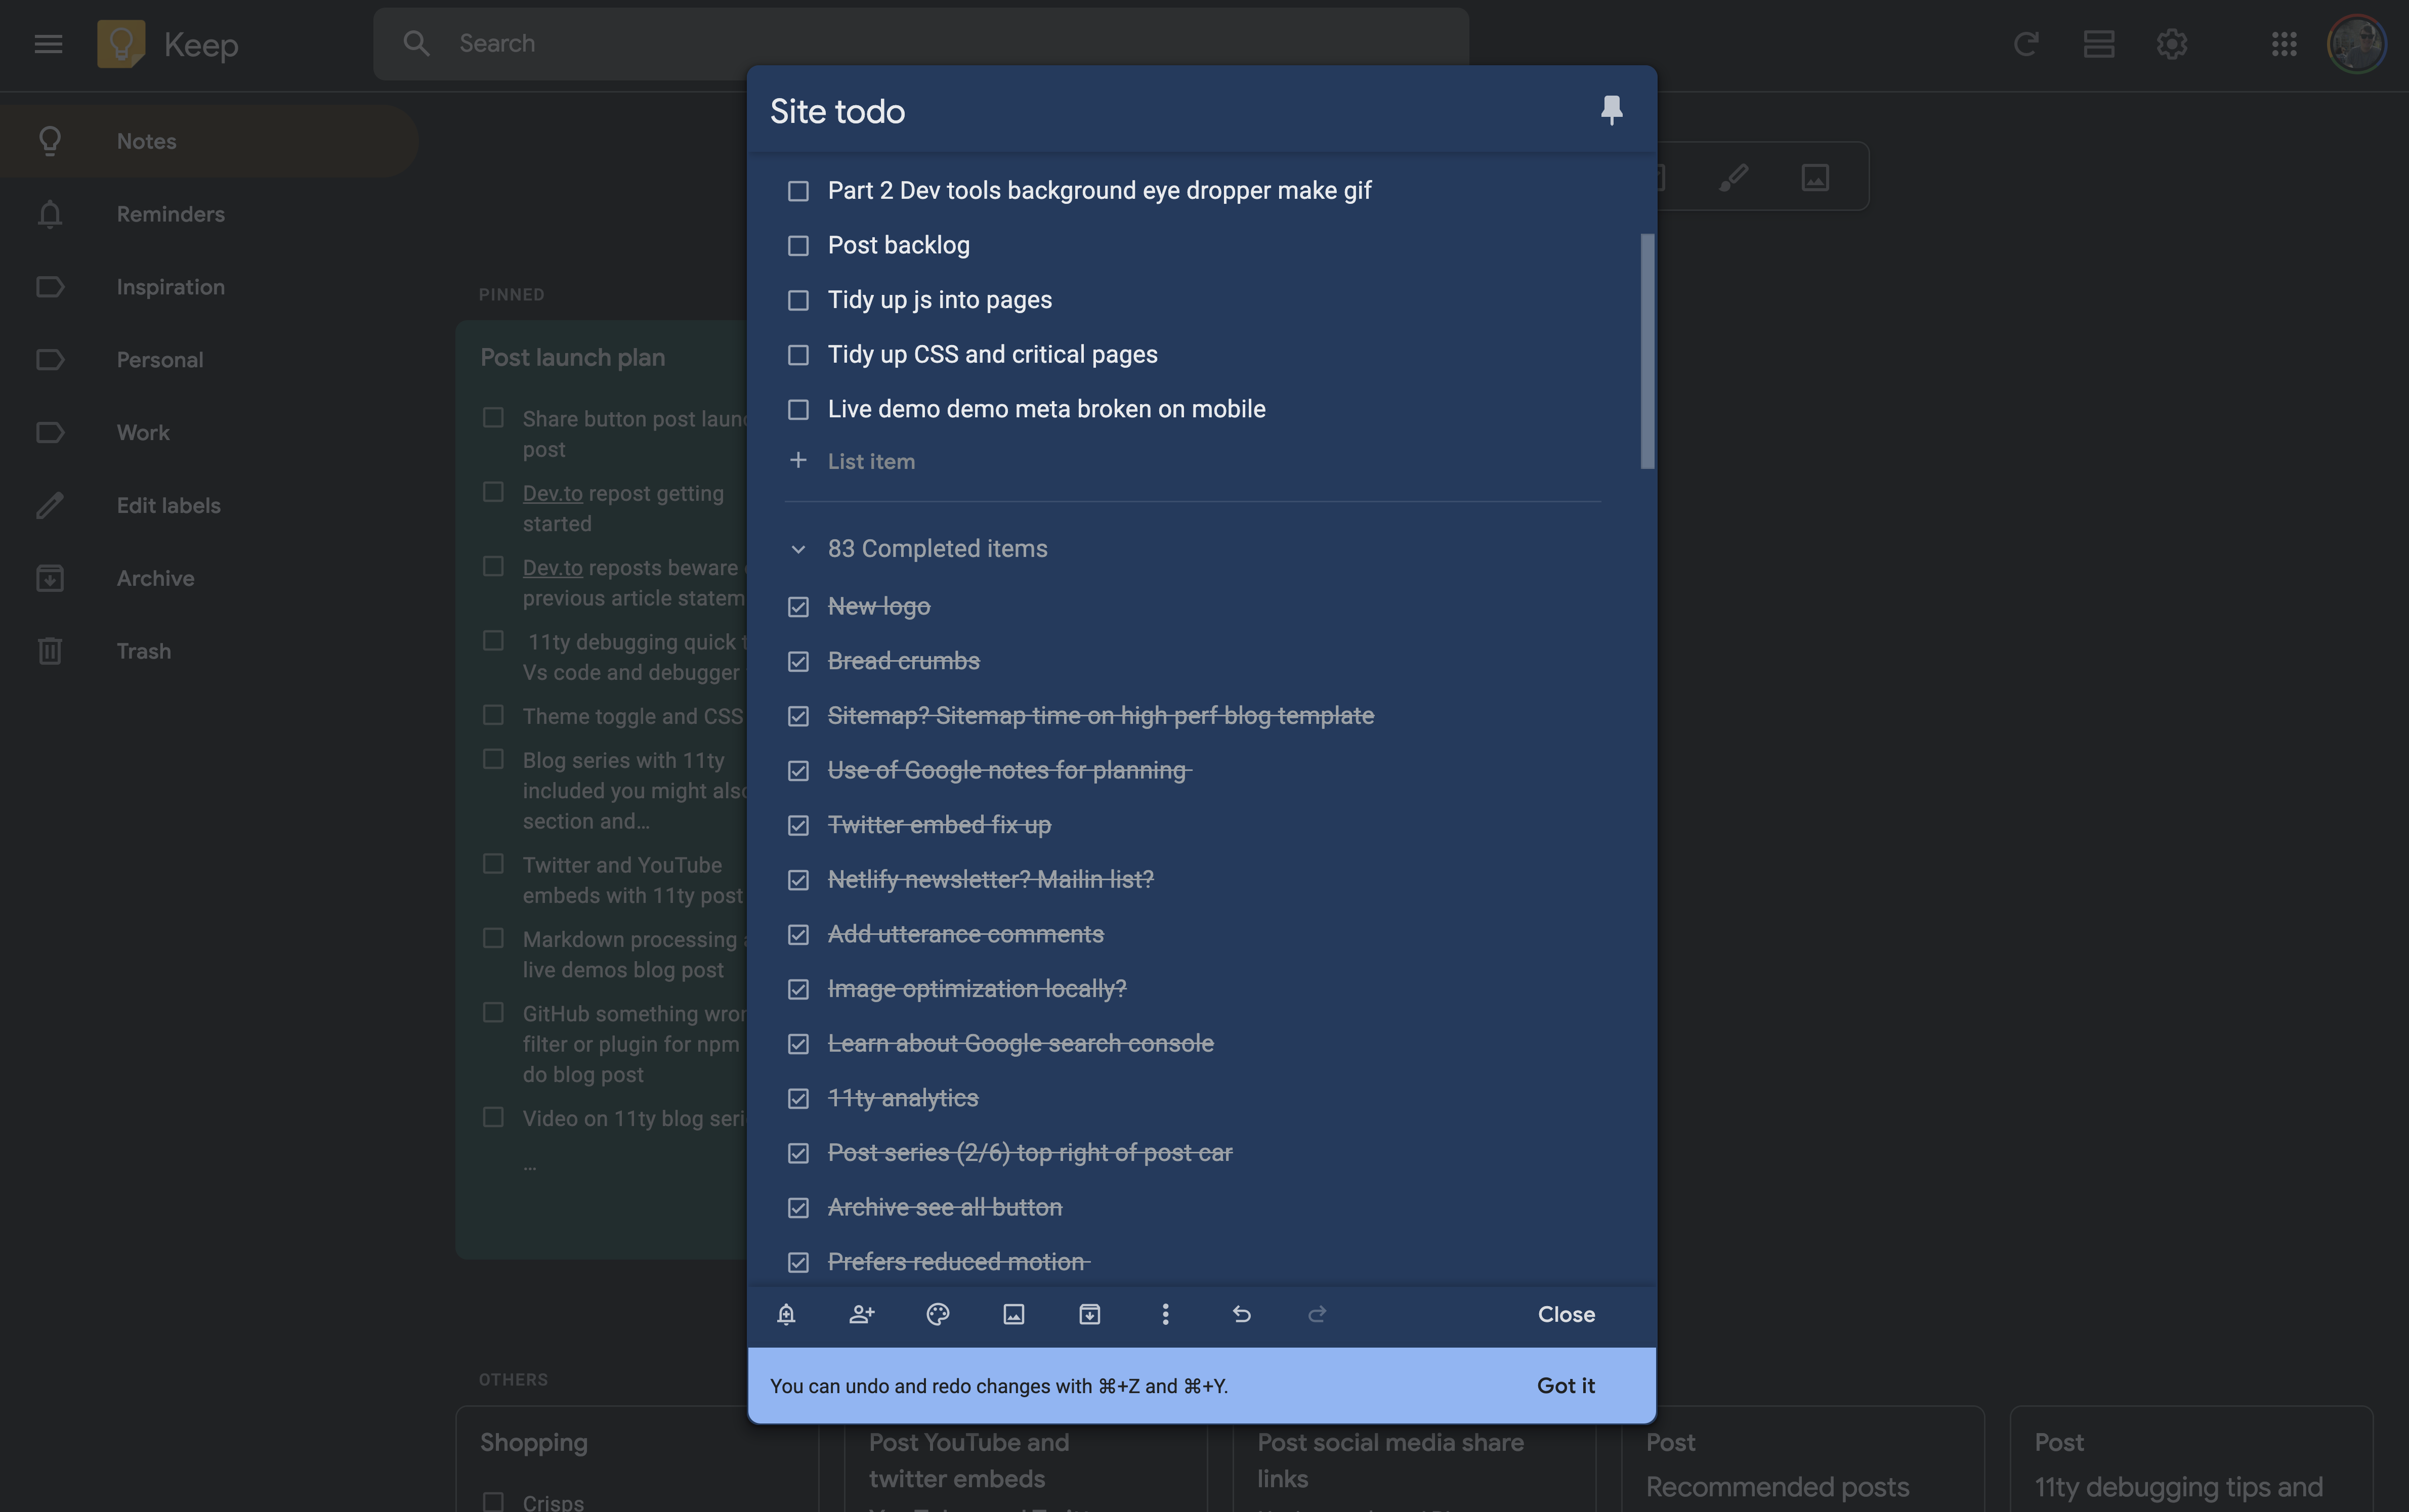 Keep
Search
Notes
Reminders
Inspiration
Personal
Work
Edit labels
Archive
Trash
PINNED
Post launch plan
Share button post
post
Dev.to repost getting
started
Dev.to reposts beware
previous article
11ty debugging quick
Vs code and debugger
Theme toggle and CSS
Blog series with 11ty
included you might
section and...
Twitter and YouTube
embeds with 11ty post
Markdown processing
live demos blog post
GitHub something
filter or plugin for npm
do blog post
Video on 11ty blog
...
Site todo
Part 2 Dev tools background eye dropper make gif
Post backlog
Tidy up js into pages
Tidy up CSS and critical pages
Live demo demo meta broken on mobile
List item
83 Completed items
New logo
Bread crumbs
Sitemap? Sitemap time on high perf blog template
Use of Google notes for planning
Twitter embed fix up
Netlify newsletter? Mailin list?
Add utterance comments
Image optimization locally?
Learn about Google search console
11ty analytics
Post series (2/6) top right of post car
Archive see all button
Prefers reduced motion
Close
You can undo and redo changes with ⌘+Z and ⌘+Y.
Got it
OTHERS
Shopping
Crisps
Post YouTube and
twitter embeds
Post social media share
links
Post
Recommended posts
Post
11ty debugging tips and